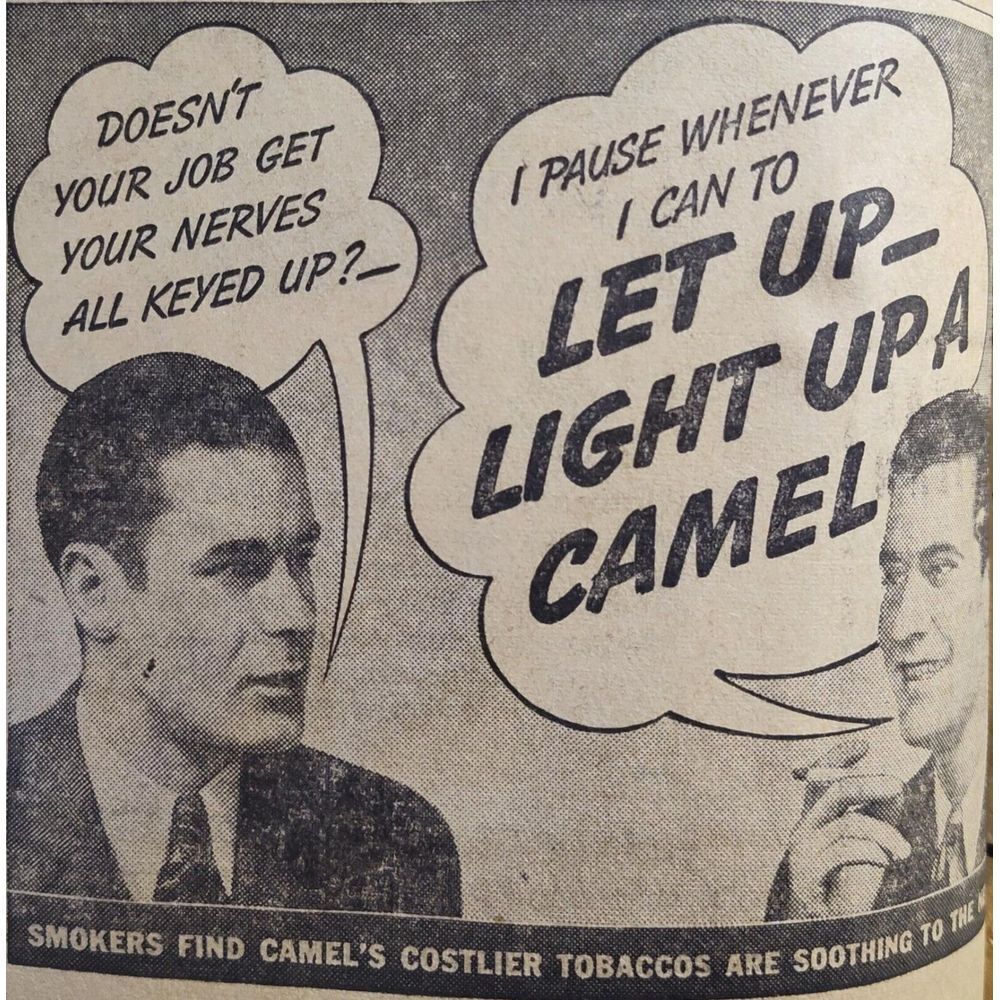 DOESN'T
YOUR JOB GET
YOUR NERVES
ALL KEYED UP?—
I PAUSE WHENEVER
I CAN TO
LET UP—
LIGHT UP A
CAMEL
SMOKERS FIND CAMEL'S COSTLIER TOBACCOS ARE SOOTHING TO THE